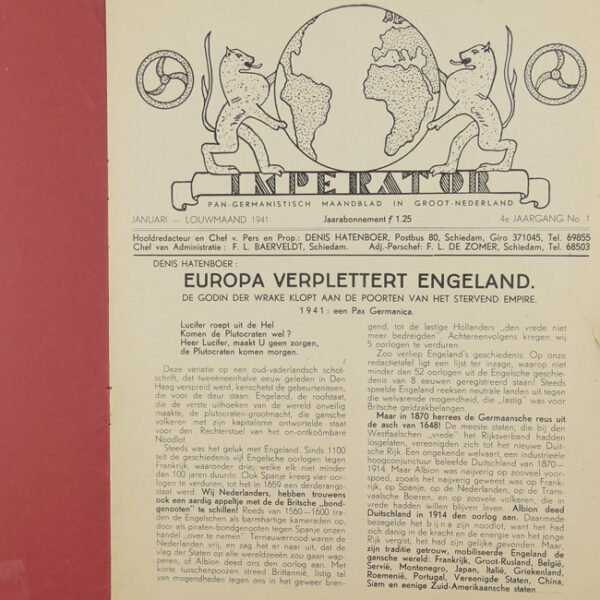 IMPERATOR
PAN-GERMANISTISCH MAANDBLAD IN GROOT-NEDERLAND
JANUARI – LOUWMAAND 1941 Jaarabonnement ƒ 1.25 4e JAARGANG No. 1
Hoofdredacteur en Chef v. Pers en Prop.: DENIS HATENBOER, Postbus 80, Schiedam, Giro 371045, Tel. 69855
Chef van Administratie : F. L. BAERVELDT, Schiedam. Adj.-Perschef: F. L. DE ZOMER, Schiedam, Tel. 68503
DENIS HATENBOER:
EUROPA VERPLETTERT ENGELAND.
DE GODIN DER WRAKE KLOPT AAN DE POORTEN VAN HET STERVEND EMPIRE.
1941: een Pax Germanica.
Lucifer roept uit de Hel
Komen de Plutocraten wel?
Heer Lucifer, maakt U geen zorgen,
de Plutocraten komen morgen.
Deze variatie op een oud-vaderlandsch schot-
schrift, dat tweeëneenhalve eeuw geleden in Den
Haag verspreid werd, kenschetst de gebeurtenissen,
die voor de deur staan. Engeland, de roofstaat,
die de verste uithoeken van de wereld onveilig
maakte, de plutocraten-grootmacht, die gansche
volkeren met zijn kapitalisme ontwortelde staat
voor den Rechterstoel van het on-ontkoombare
Noodlot
Steeds was het geluk met Engeland. Sinds 1100
telt de geschiedenis vijf Engelsche oorlogen tegen
Frankrijk, waaronder drie, welke elk niet minder
dan 100 jaren duurde. Ook Spanje kreeg vier oor-
logen te verduren, tot het in 1659 een derderangs-
staat werd. Wij Nederlanders, hebben trouwens
ook een aardig appeltje met de de Britsche „bond-
genooten" te schillen! Reeds van 1560–1600 tra-
den de Engelschen als barmhartige kameraden op,
door als piraten-bondgenooten tegen Spanje onzen
handel „over te nemen". Ternauwernood waren de
Nederlanden vrij, en zag het er naar uit, dat de
vlag der Staten op alle wereldzeeën zou gaan wap-
peren, of Albion deed ons den oorlog aan. Met
korte tusschenpoozen streed Brittannië, listig tal
van mogendheden tegen ons in het geweer bren-
gend, tot de lastige Hollanders „den vrede niet
meer bedreigden". Achtereenvolgens kregen wij
5 oorlogen te verduren.
Zoo verliep Engeland's geschiedenis. Op onze
redactietafel ligt een lijst ter inzage, waarop niet
minder dan 52 oorlogen uit de Engelsche geschie-
denis van 8 eeuwen geregistreerd staan! Steeds
speelde Engeland reeksen neutrale landen uit tegen
die welvarende mogendheid, die „lastig" was voor
Britsche geldzakbelangen.
Maar in 1870 herrees de Germaansche reus uit
de asch van 1648! De meeste staten, die bij den
Westfaalschen „vrede" het Rijksverband hadden
losgelaten, vereenigden zich tot het nieuwe Duit-
sche Rijk. Een ongekende welvaart, een industrieele
hoogconjunctuur beleefde Duitschland van 1870—
1914. Maar Albion was naijverig op zooveel voor-
spoed, zooals het naijverig geweest was op Frank-
rijk, op Spanje, op de Nederlanden, op de Trans-
vaalsche Boeren, en op zoovele volkeren, die in
vrede hadden willen blijven leven. Albion deed
Duitschland in 1914 den oorlog aan. Daarmede
bezegelde het bijna zijn noodlot, want het had
zich danig in de kracht en de energie van het jonge
Rijk vergist, het had zijn gelijke gevonden. Maar,
zijn traditie getrouw, mobiliseerde Engeland de
gansche wereld: Frankrijk, Groot-Rusland, België,
Servië, Montenegro, Japan, Italië, Griekenland,
Roemenië, Portugal, Vereenigde Staten, China,
Siam en eenige Zuid-Amerikaansche staten